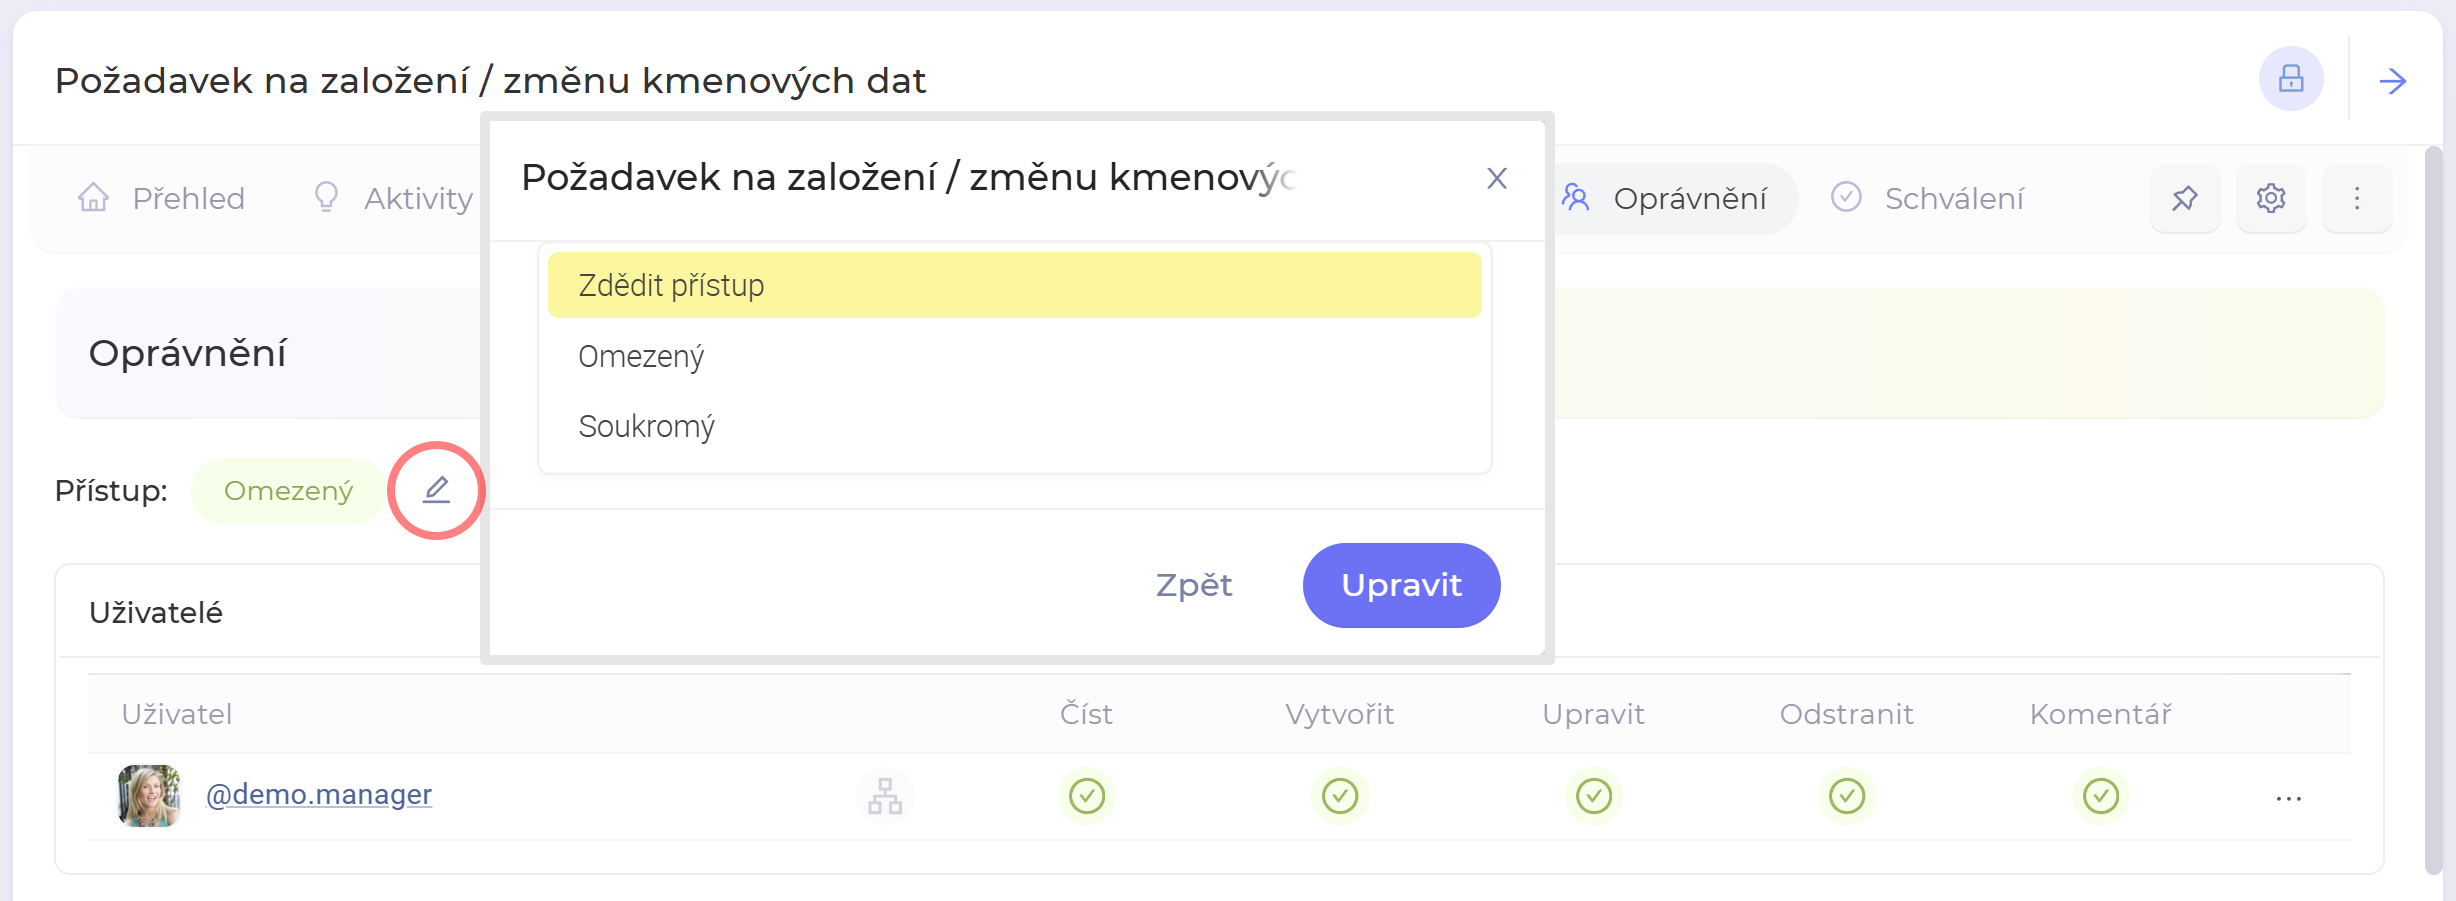 Požadavek na založení / změnu kmenových dat
Požadavek na založení / změnu kmenovýc
Přehled
Aktivity
Oprávnění
Schválení
Zdědit přístup
Omezený
Soukromý
Oprávnění
Přístup:
Omezený
Zpět
Upravit
Uživatelé
Uživatel
Číst
Vytvořit
Upravit
Odstranit
Komentář
@demo.manager